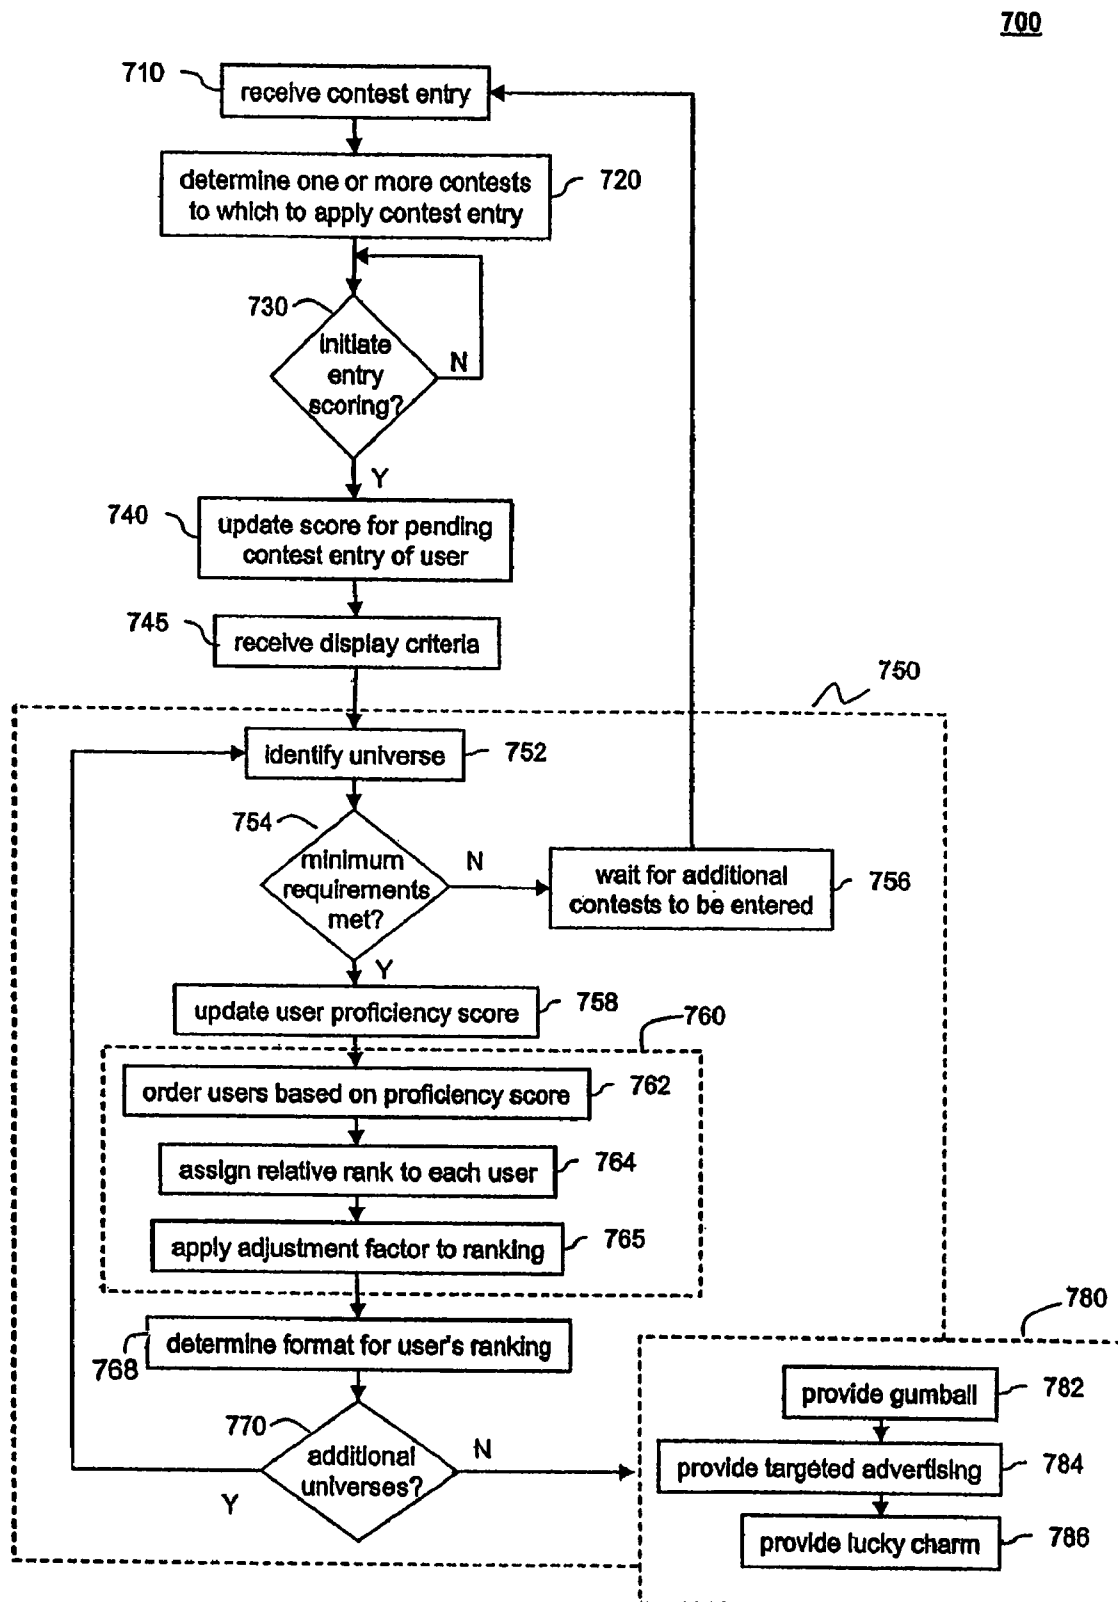 700
710
receive contest entry
determine one or more contests
to which to apply contest entry
720
730
initiate
entry
scoring?
N
Y
740
update score for pending
contest entry of user
745
receive display criteria
750
identify universe
752
754
minimum
requirements
met?
N
wait for additional
contests to be entered
756
Y
update user proficiency score
758
760
order users based on proficiency score
762
assign relative rank to each user
764
apply adjustment factor to ranking
765
determine format for user's ranking
768
770
additional
universes?
N
Y
780
provide gumball
782
provide targeted advertising
784
provide lucky charm
786